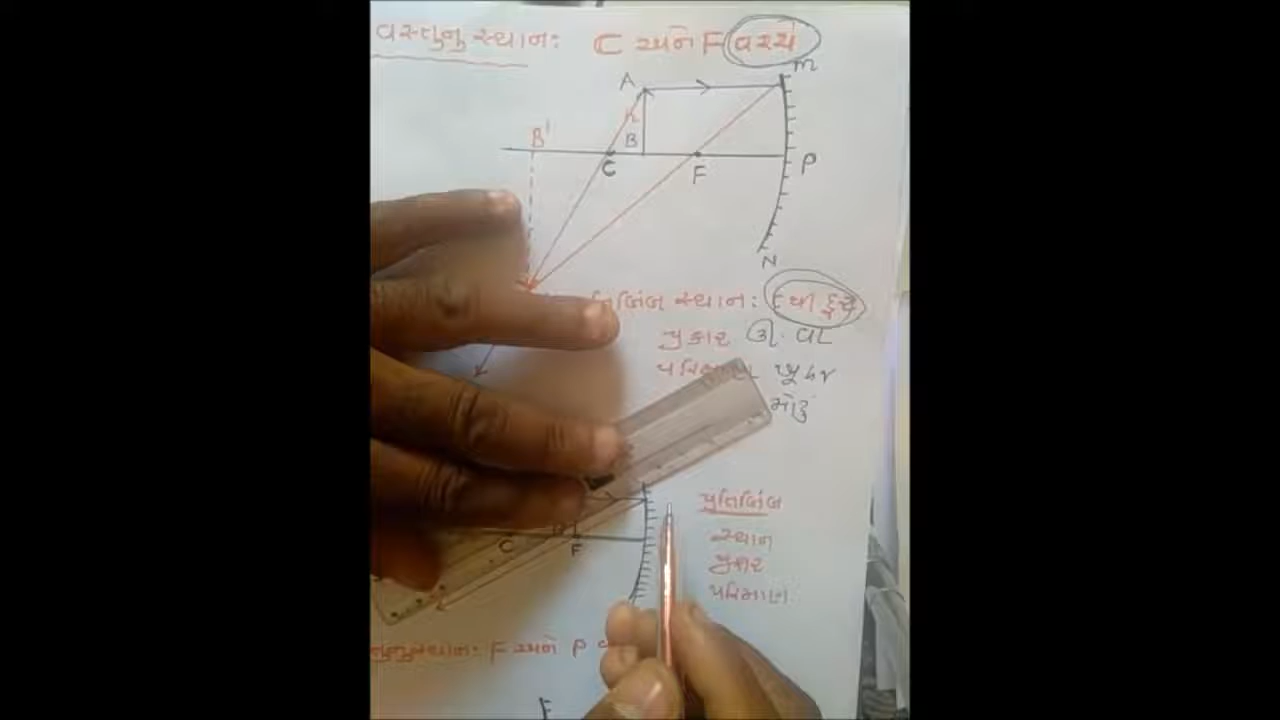 વસ્તુનુ સ્થાન: C અને F વચ્ચે
A
M
h
B'
B
C
F
P
N
પ્રતિબિંબ સ્થાન: C થી દૂર
પ્રકાર
મોટું
પ્રતિબિંબ
સ્થાન
C
F
પ્રકાર
પરિમાણ
સ્થાન: F અને P